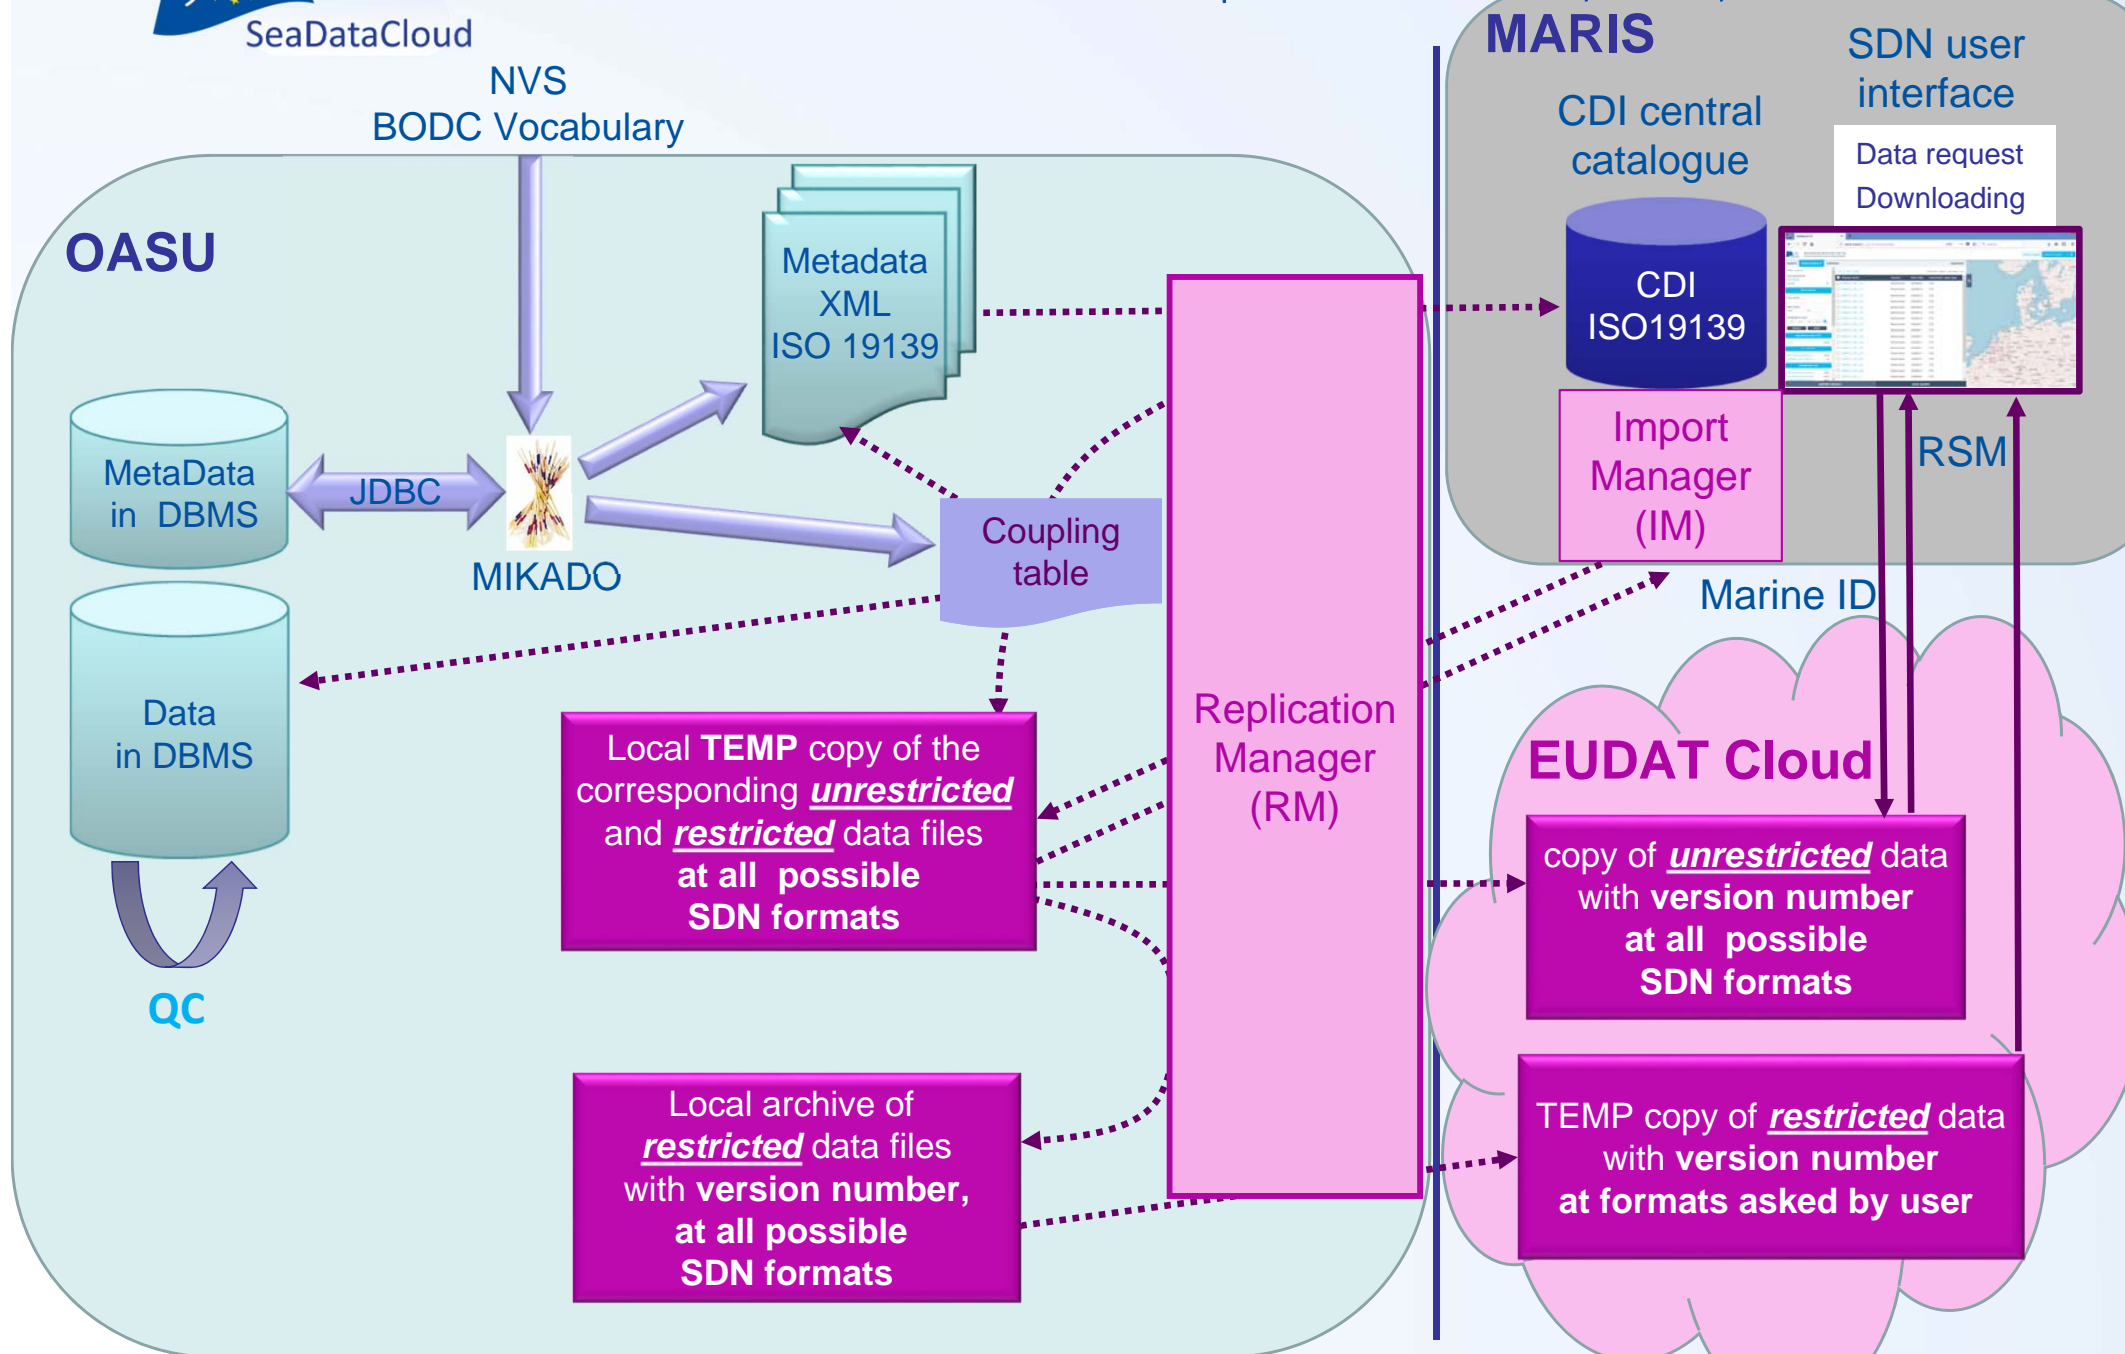 SeaDataCloud
NVS
BODC Vocabulary
OASU
Metadata
XML
ISO 19139
MetaData
in DBMS
JDBC
MIKADO
Coupling
table
Data
in DBMS
QC
Local TEMP copy of the
corresponding unrestricted
and restricted data files
at all possible
SDN formats
Local archive of
restricted data files
with version number,
at all possible
SDN formats
Replication
Manager
(RM)
MARIS
CDI central
catalogue
SDN user
interface
Data request
Downloading
CDI
ISO19139
Import
Manager
(IM)
RSM
Marine ID
EUDAT Cloud
copy of unrestricted data
with version number
at all possible
SDN formats
TEMP copy of restricted data
with version number
at formats asked by user